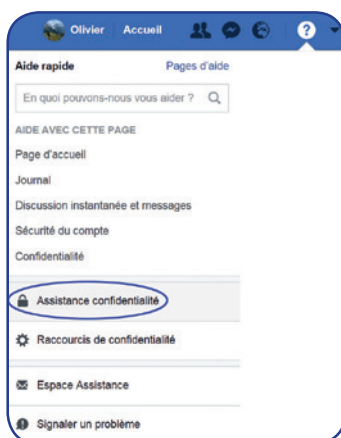 Olivier Accueil ?
Aide rapide Pages d'aide
En quoi pouvons-nous vous aider ?
AIDE AVEC CETTE PAGE
Page d'accueil
Journal
Discussion instantanée et messages
Sécurité du compte
Confidentialité
Assistance confidentialité
Raccourcis de confidentialité
Espace Assistance
Signaler un problème